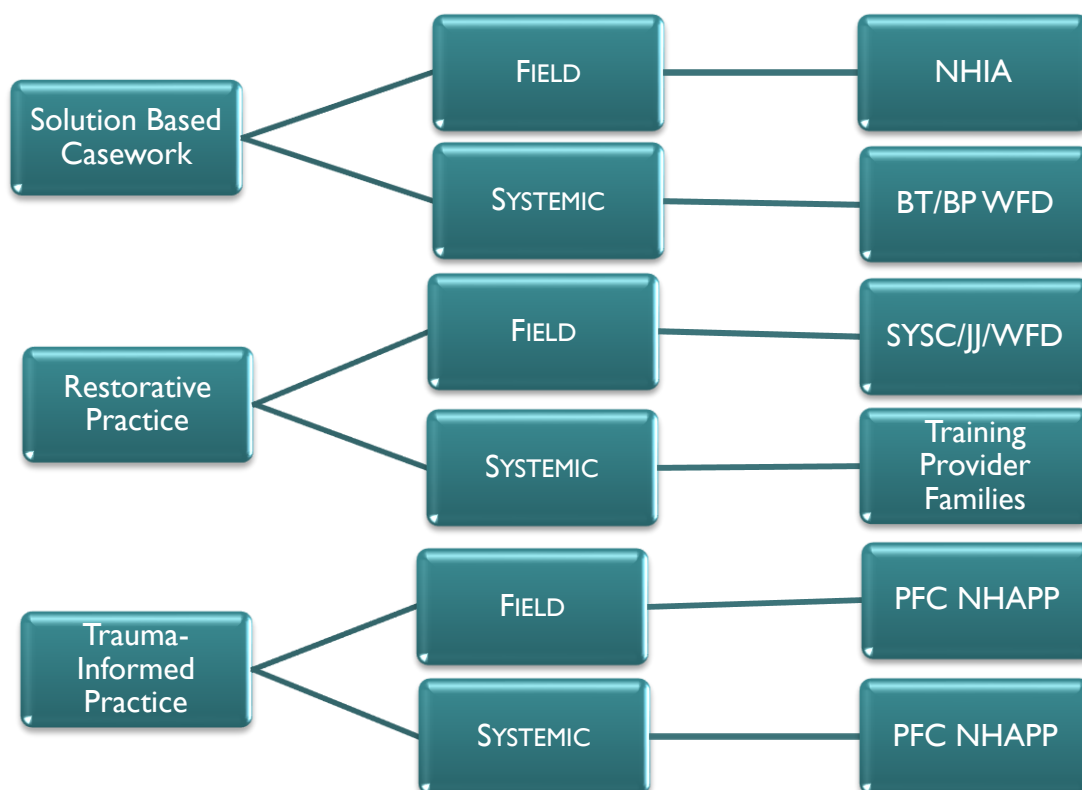 Solution Based
Casework
FIELD
NHIA
SYSTEMIC
BT/BP WFD
Restorative
Practice
FIELD
SYSC/JJ/WFD
SYSTEMIC
Training
Provider
Families
Trauma-
Informed
Practice
FIELD
PFC NHAPP
SYSTEMIC
PFC NHAPP